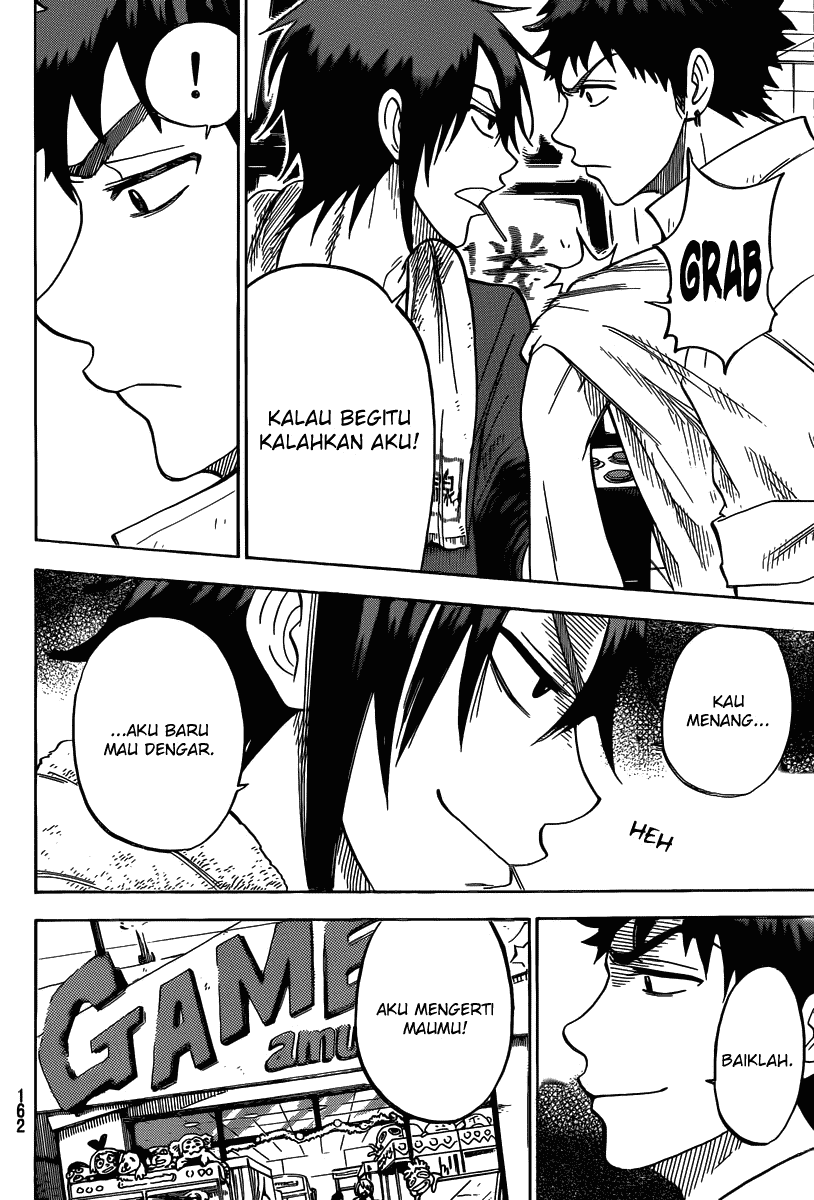 GRAB
KALAU BEGITU
KALAHKAN AKU!
!
KAU
MENANG...
HEH
...AKU BARU
MAU DENGAR.
BAIKLAH.
AKU MENGERTI
MAUMU!
GAME
amu
162